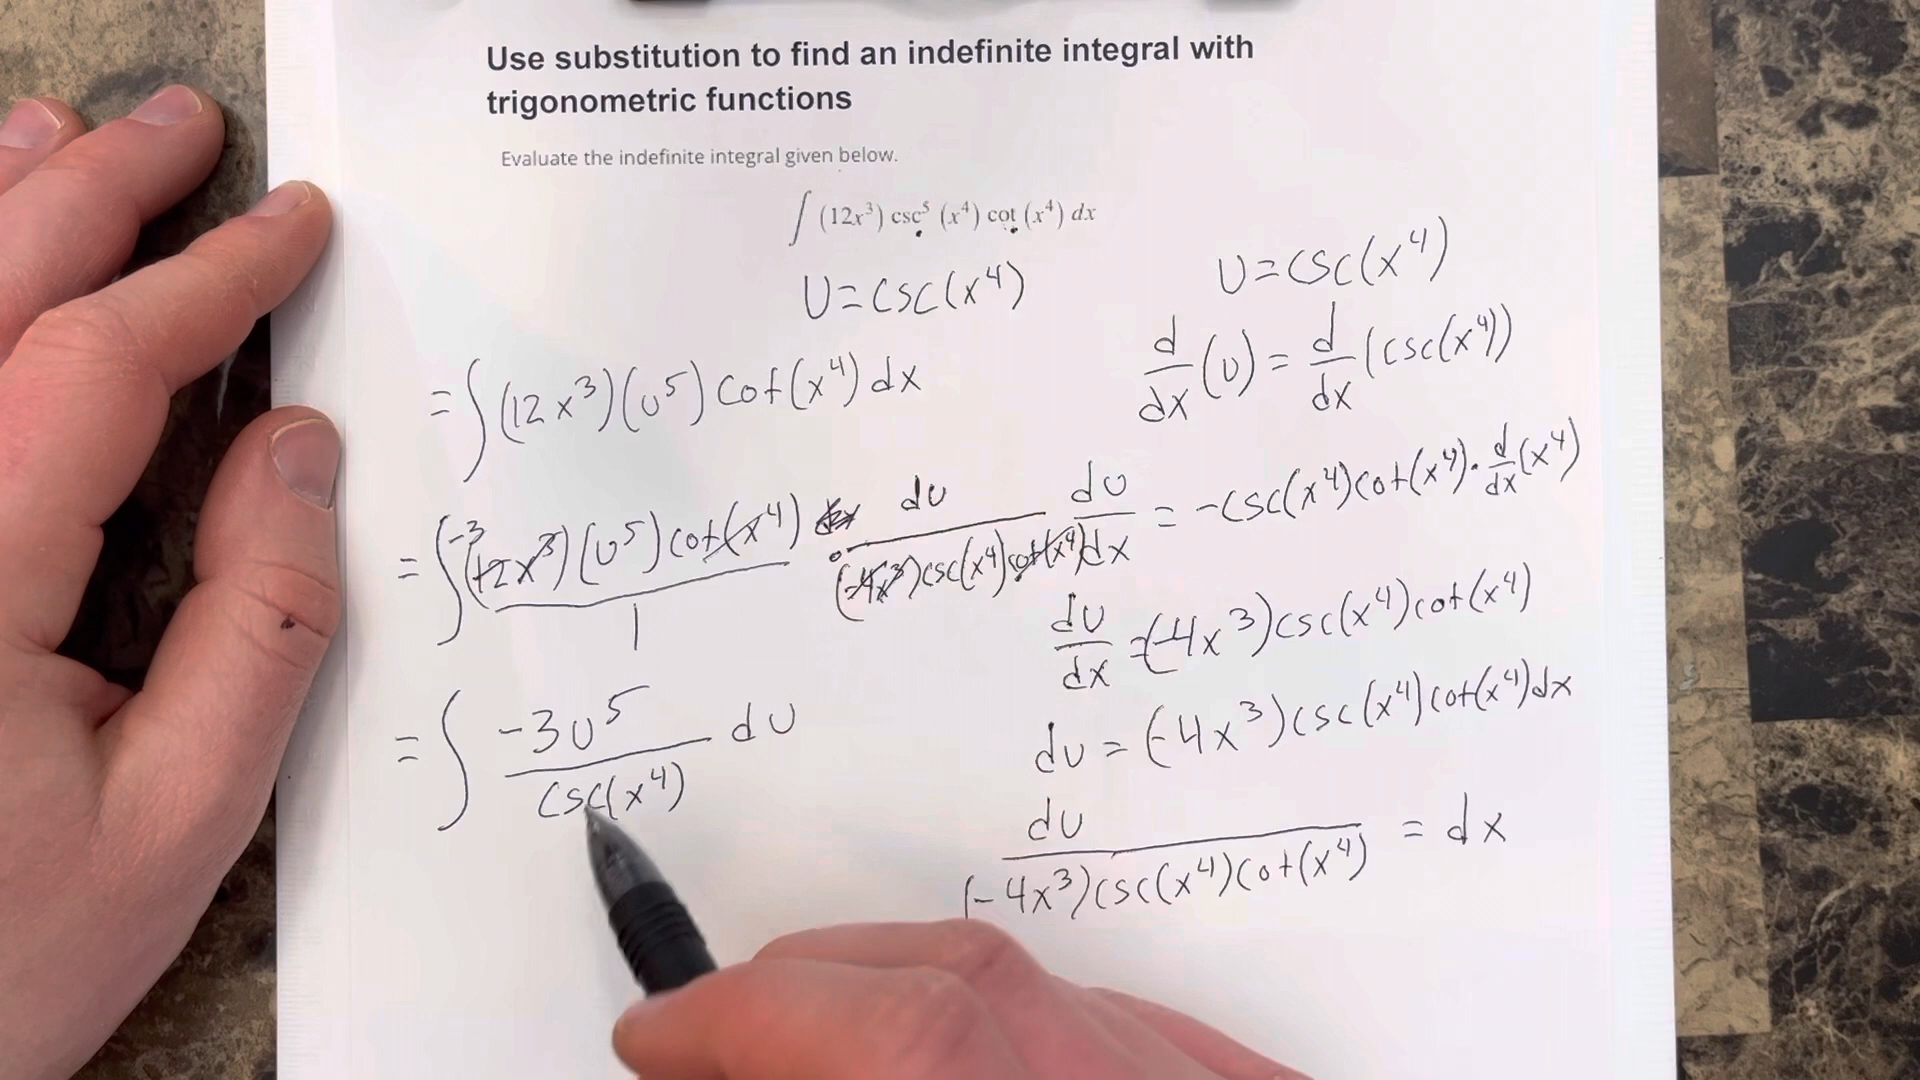 Use substitution to find an indefinite integral with
trigonometric functions
Evaluate the indefinite integral given below.
∫ (12x³) csc⁵ (x⁴) cot (x⁴) dx
U=csc(x⁴)
=∫(12x³)(u⁵)cot(x⁴)dx
=∫ -3 (12x³)(u⁵)cot(x⁴)/1 dx · du/((-4x³)csc(x⁴)cot(x⁴))
=∫ -3u⁵/csc(x⁴) du
U=csc(x⁴)
d/dx(u) = d/dx(csc(x⁴))
du/dx = -csc(x⁴)cot(x⁴)·d/dx(x⁴)
du/dx =(-4x³)csc(x⁴)cot(x⁴)
du = (-4x³)csc(x⁴)cot(x⁴)dx
du/((-4x³)csc(x⁴)cot(x⁴)) = dx